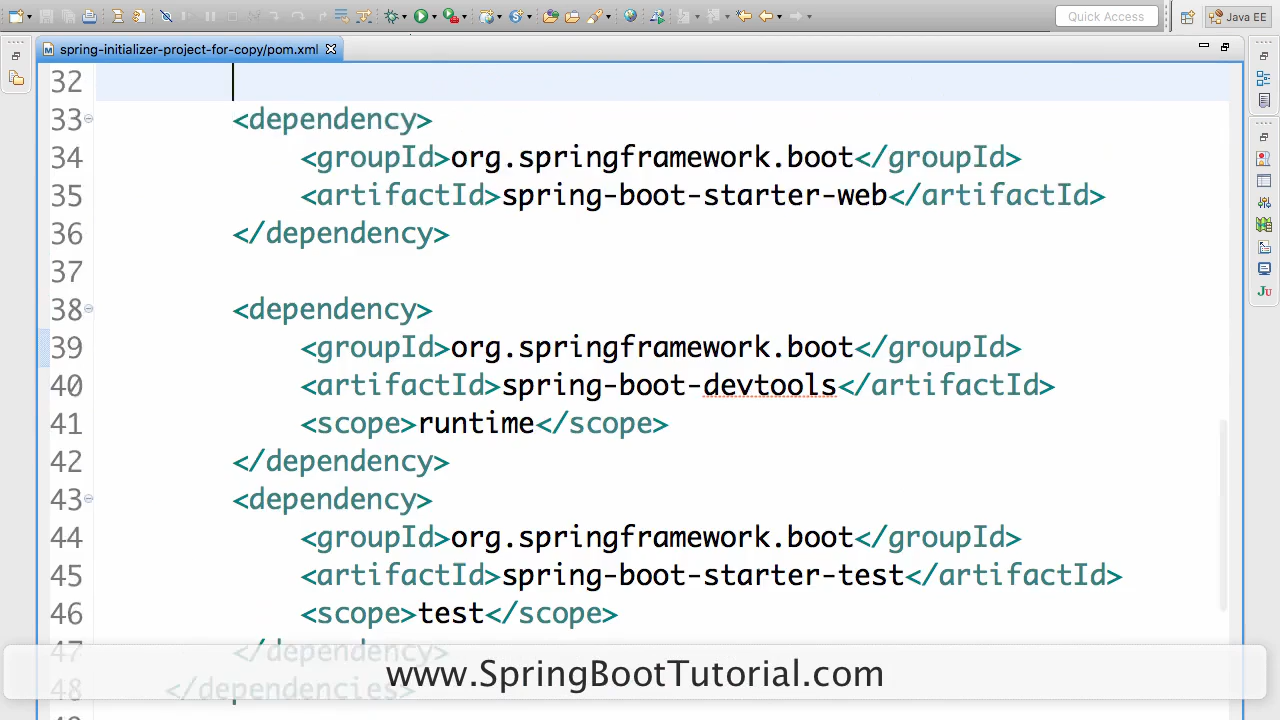 Quick Access
Java EE
spring-initializer-project-for-copy/pom.xml
32
33 <dependency>
34 <groupId>org.springframework.boot</groupId>
35 <artifactId>spring-boot-starter-web</artifactId>
36 </dependency>
37
38 <dependency>
39 <groupId>org.springframework.boot</groupId>
40 <artifactId>spring-boot-devtools</artifactId>
41 <scope>runtime</scope>
42 </dependency>
43 <dependency>
44 <groupId>org.springframework.boot</groupId>
45 <artifactId>spring-boot-starter-test</artifactId>
46 <scope>test</scope>
47 </dependency>
www.SpringBootTutorial.com
48 </dependencies>